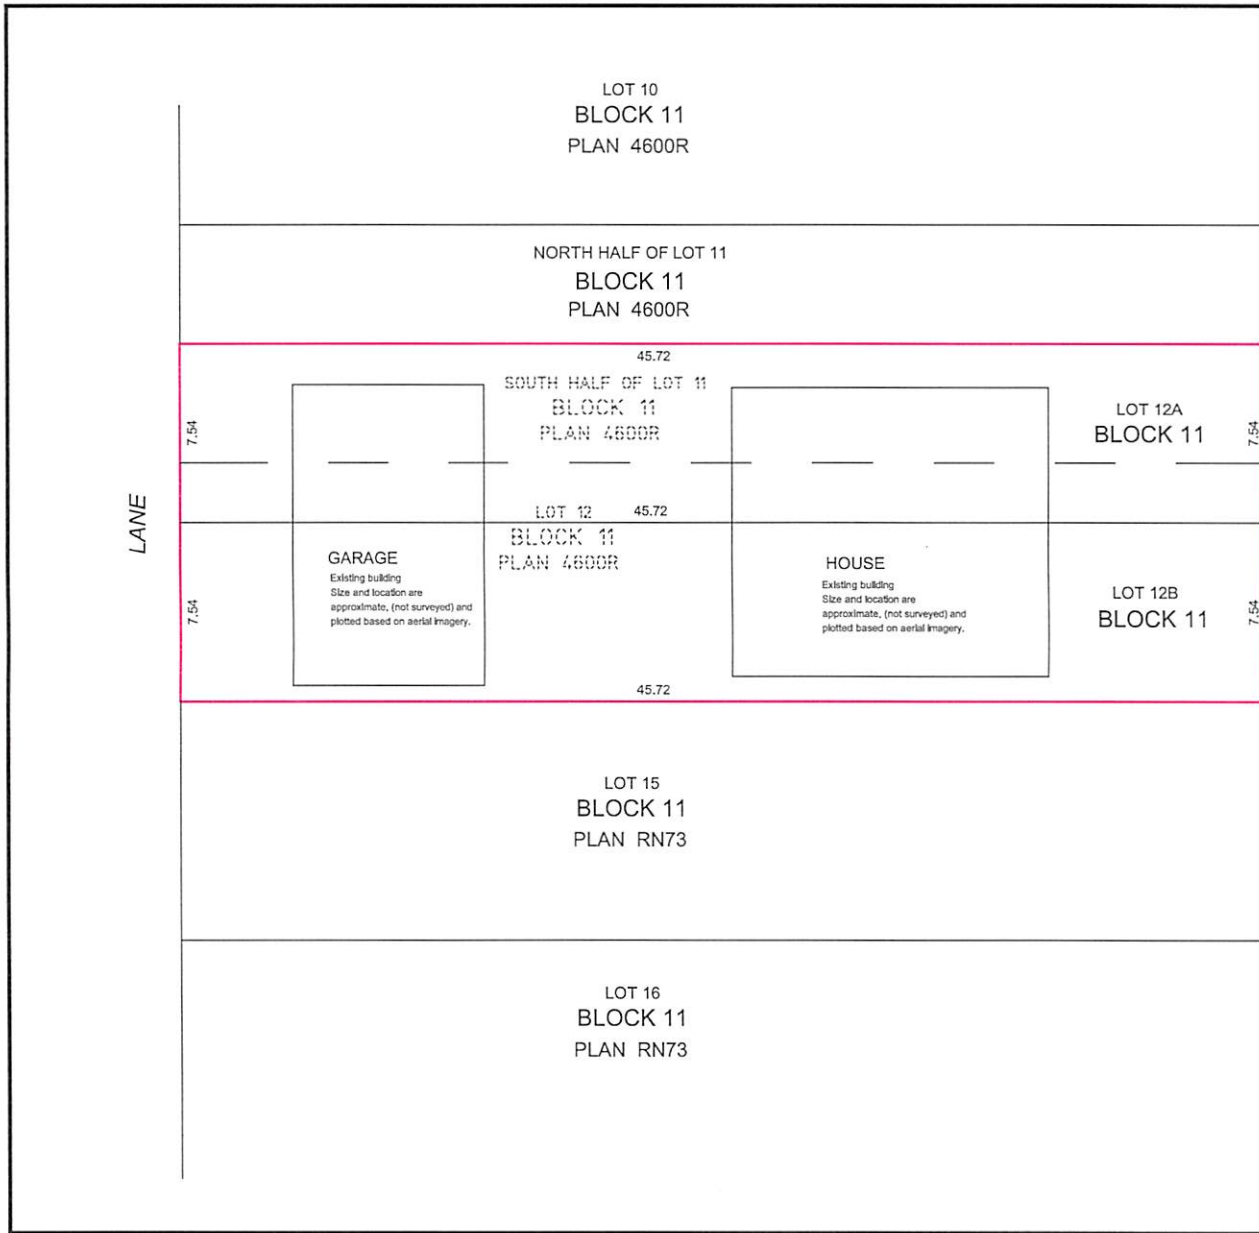 LOT 10
BLOCK 11
PLAN 4600R
NORTH HALF OF LOT 11
BLOCK 11
PLAN 4600R
45.72
SOUTH HALF OF LOT 11
BLOCK 11
PLAN 4600R
LOT 12A
BLOCK 11
7.54
7.54
LANE
LOT 12
45.72
BLOCK 11
PLAN 4600R
GARAGE
Existing building
Size and location are
approximate, (not surveyed) and
plotted based on aerial imagery.
HOUSE
Existing building
Size and location are
approximate, (not surveyed) and
plotted based on aerial imagery.
LOT 12B
BLOCK 11
7.54
7.54
45.72
LOT 15
BLOCK 11
PLAN RN73
LOT 16
BLOCK 11
PLAN RN73